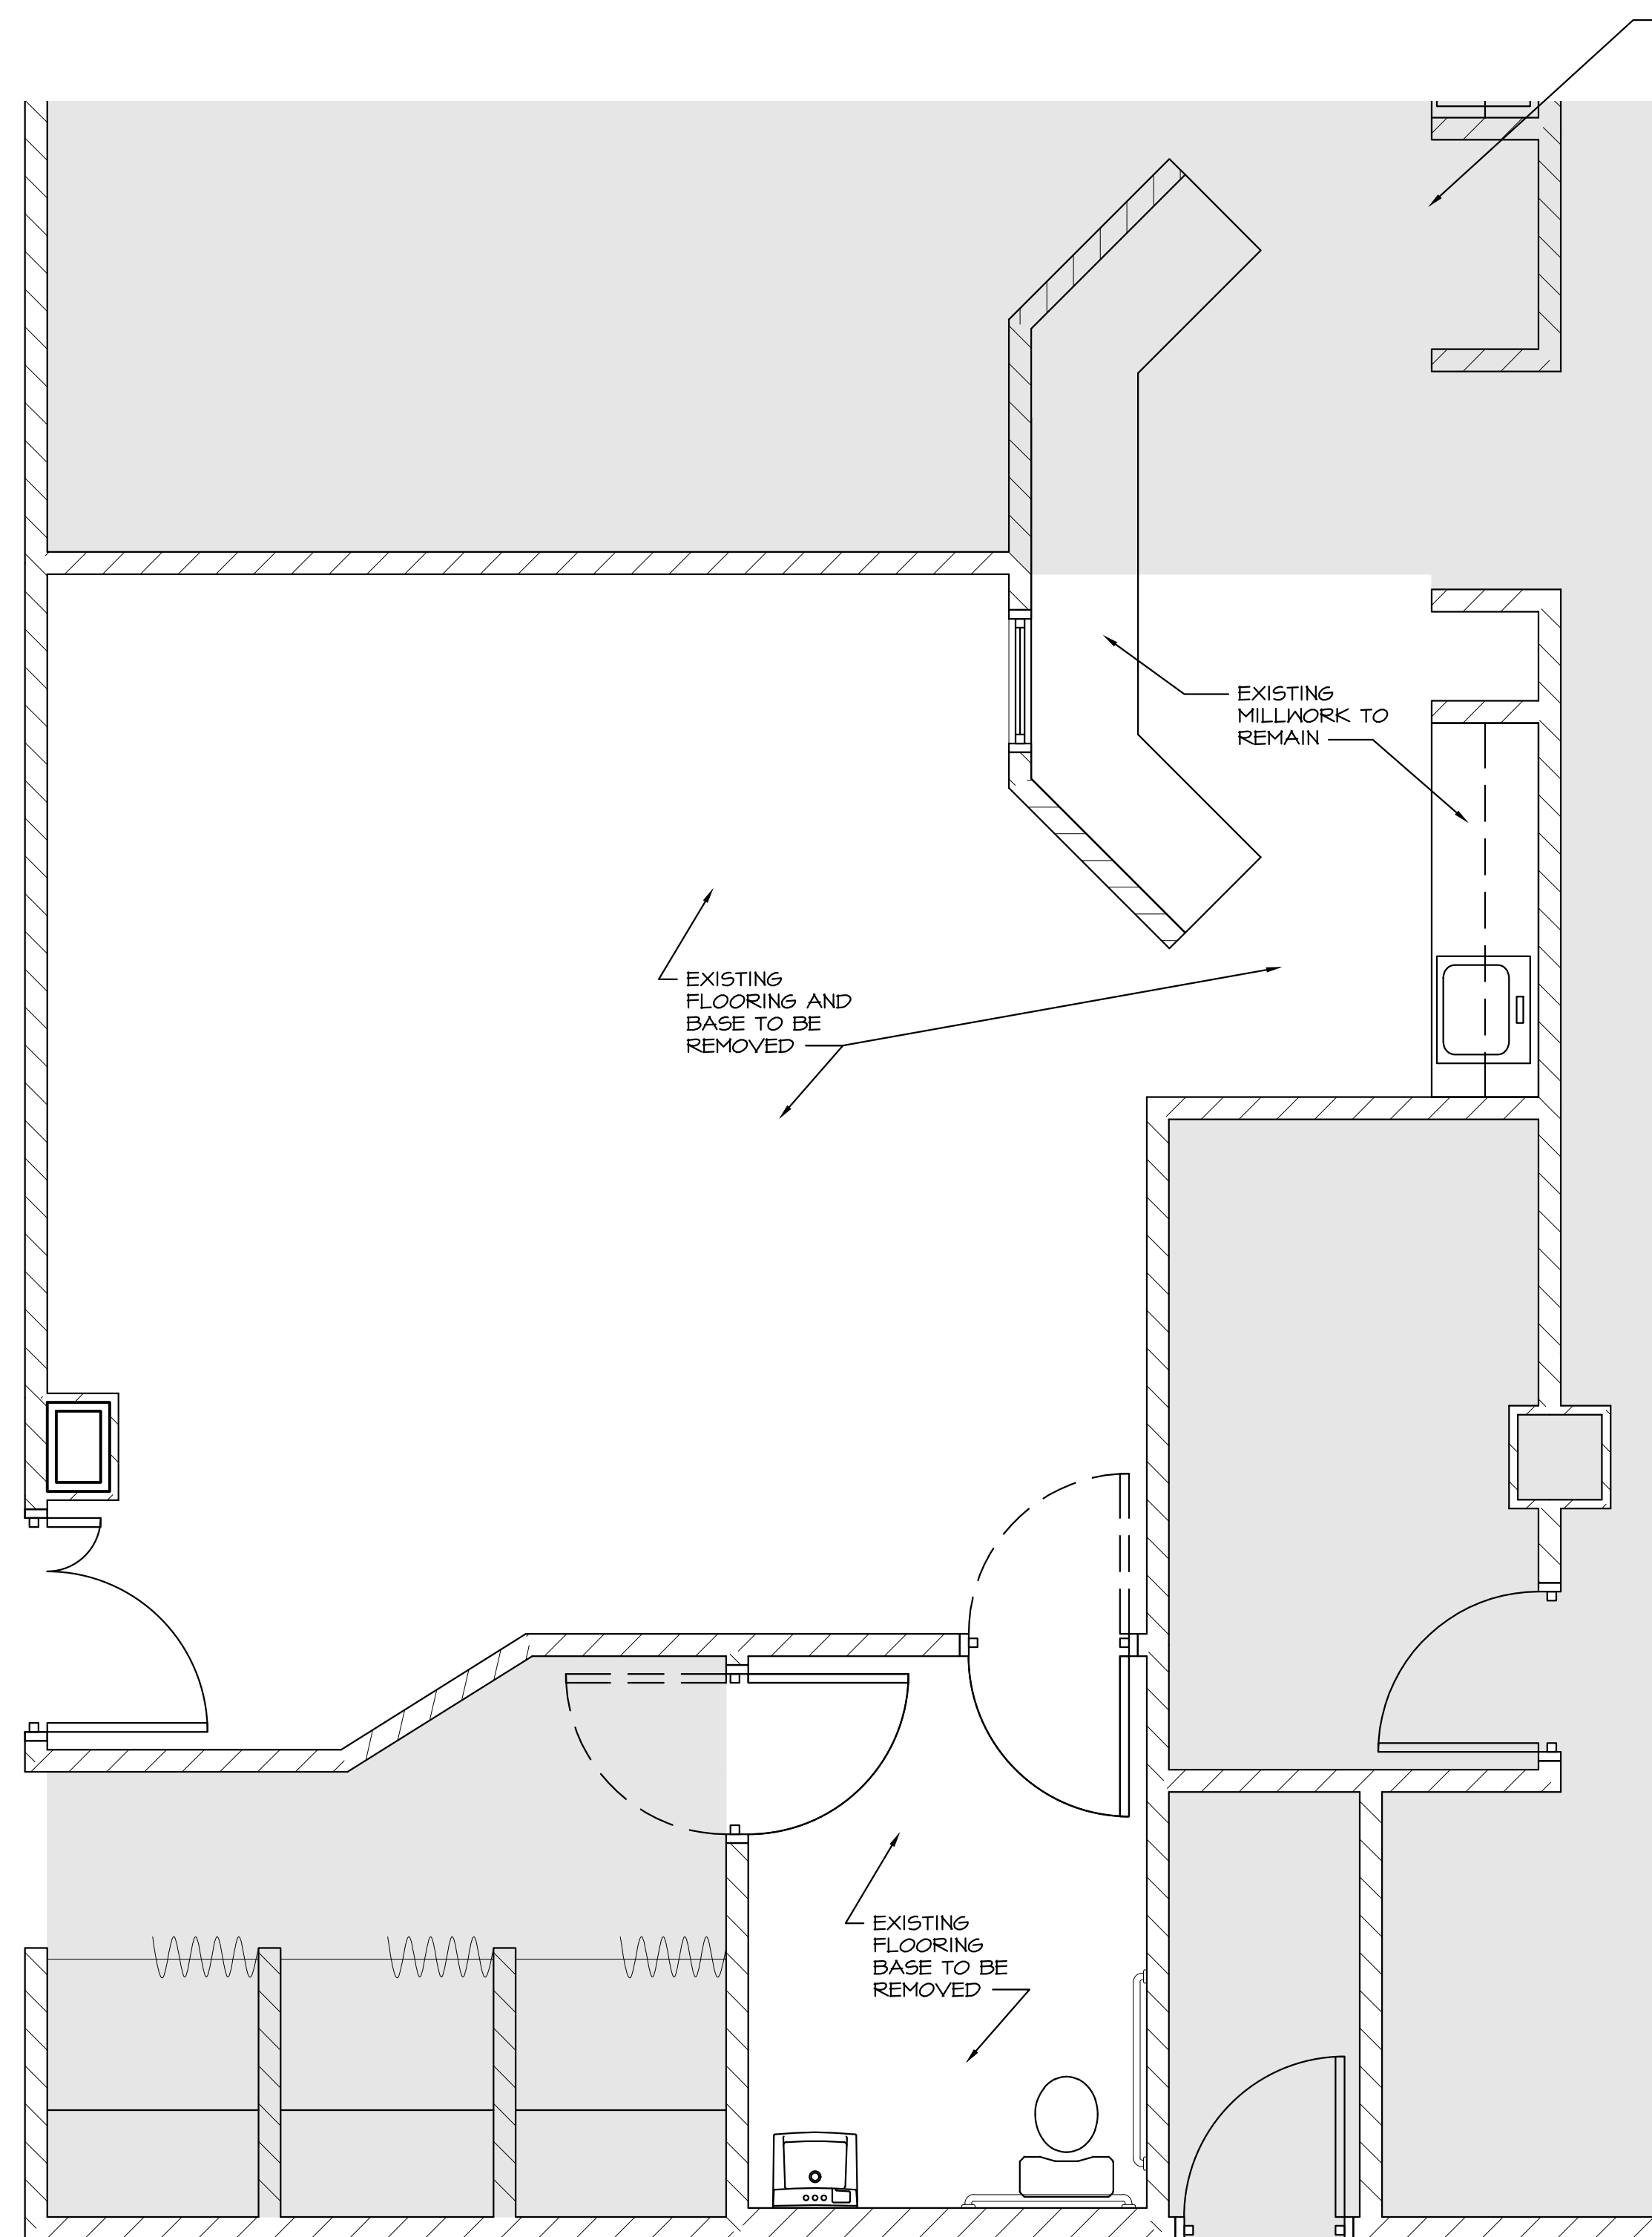 EXISTING
MILLWORK TO
REMAIN
EXISTING
FLOORING AND
BASE TO BE
REMOVED
EXISTING
FLOORING
BASE TO BE
REMOVED